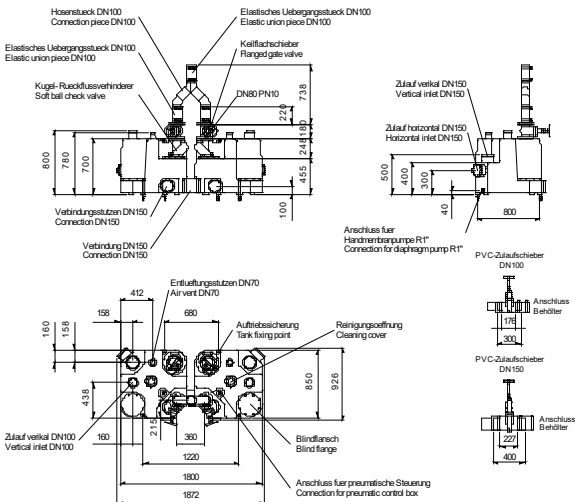 Hosenstueck DN100
Connection piece DN100
Elastisches Uebergangsstueck DN100
Elastic union piece DN100
Elastisches Uebergangsstueck DN100
Elastic union piece DN100
Keilflachschieber
Flanged gate valve
Kugel- Rueckflussverhinderer
Soft ball check valve
DN80 PN10
738
220
180
248
455
100
800
780
700
Verbindungsstutzen DN150
Connection DN150
Verbindung DN150
Connection DN150
Zulauf verikal DN150
Vertical inlet DN150
Zulauf horizontal DN150
Horizontal inlet DN150
500
400
300
40
800
Anschluss fuer
Handmembranpumpe R1"
Connection for diaphragm pump R1"
PVC-Zulaufschieber
DN100
Anschluss
Behölter
176
300
PVC-Zulaufschieber
DN150
Anschluss
Behölter
227
400
Entlueftungsstutzen DN70
Air vent DN70
412
158
680
160
158
Auftriebssicherung
Tank fixing point
Reinigungsoeffnung
Cleaning cover
438
215
850
926
Zulauf verikal DN100
Vertical inlet DN100
160
360
1220
1800
1872
Blindflansch
Blind flange
Anschluss fuer pneumatische Steuerung
Connection for pneumatic control box